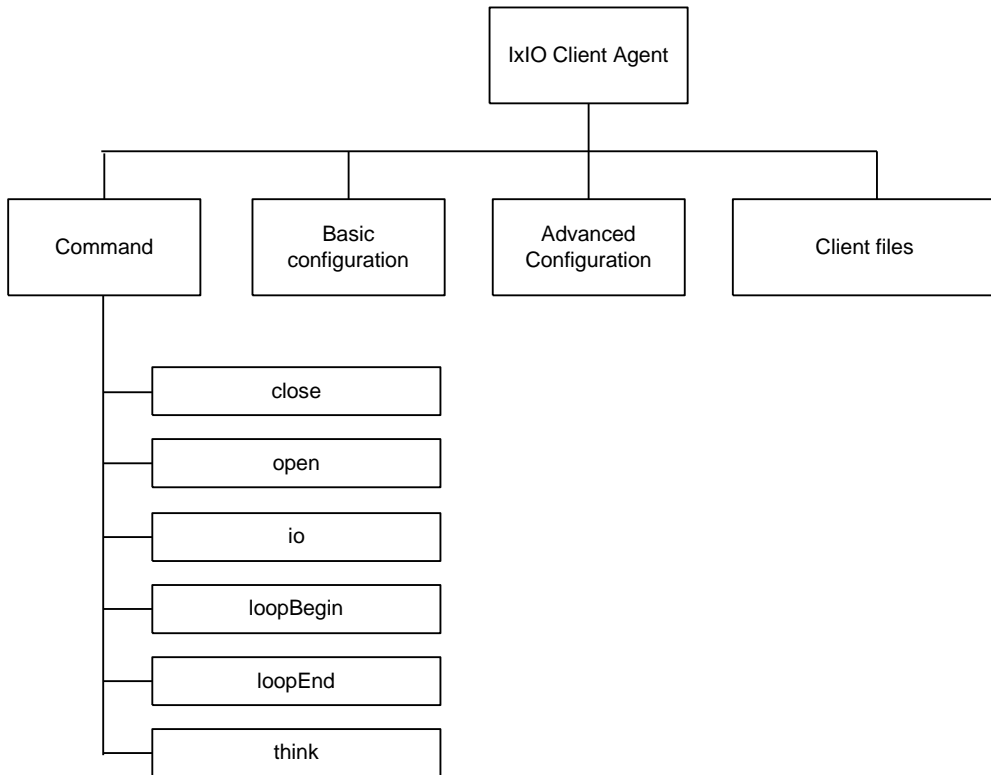 IxIO Client Agent
Command
Basic
configuration
Advanced
Configuration
Client files
close
open
io
loopBegin
loopEnd
think